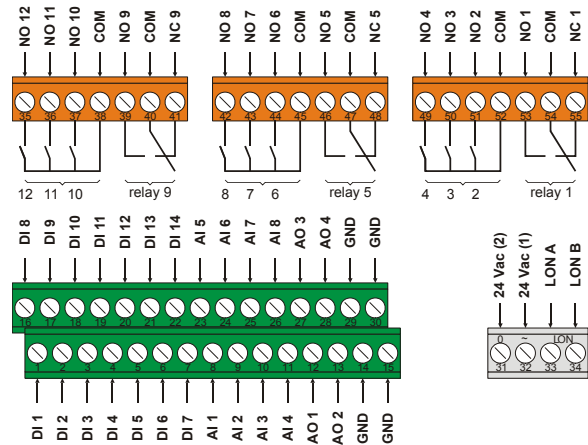 NO 12 NO 11 NO 10 COM NO 9 COM NC 9 NO 8 NO 7 NO 6 COM NO 5 COM NC 5 NO 4 NO 3 NO 2 COM NO 1 COM NC 1
35 36 37 38 39 40 41 42 43 44 45 46 47 48 49 50 51 52 53 54 55
12 11 10 relay 9 8 7 6 relay 5 4 3 2 relay 1
DI 8 DI 9 DI 10 DI 11 DI 12 DI 13 DI 14 AI 5 AI 6 AI 7 AI 8 AO 3 AO 4 GND GND 24 Vac (2) 24 Vac (1) LON A LON B
16 17 18 19 20 21 22 23 24 25 26 27 28 29 30
0 ~ LON
1 2 3 4 5 6 7 8 9 10 11 12 13 14 15 31 32 33 34
DI 1 DI 2 DI 3 DI 4 DI 5 DI 6 DI 7 AI 1 AI 2 AI 3 AI 4 AO 1 AO 2 GND GND